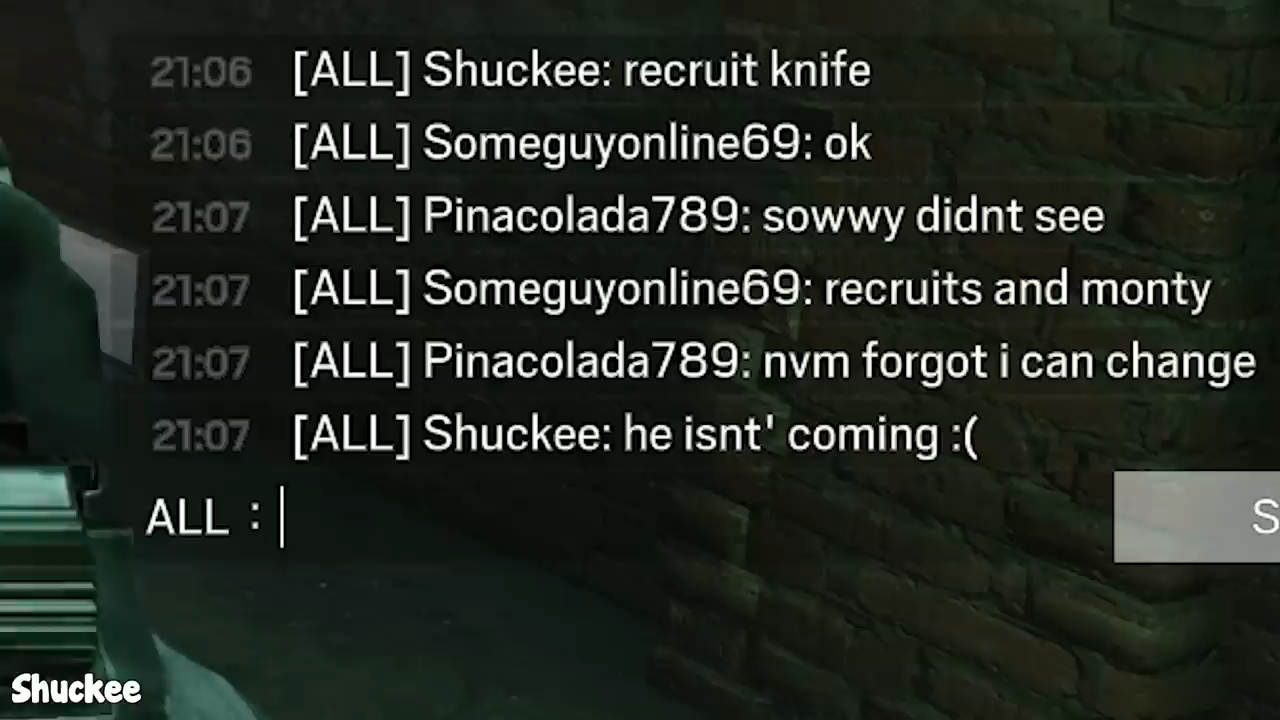 21:06 [ALL] Shuckee: recruit knife
21:06 [ALL] Someguyonline69: ok
21:07 [ALL] Pinacolada789: sowwy didnt see
21:07 [ALL] Someguyonline69: recruits and monty
21:07 [ALL] Pinacolada789: nvm forgot i can change
21:07 [ALL] Shuckee: he isnt' coming :(
ALL :
S
Shuckee